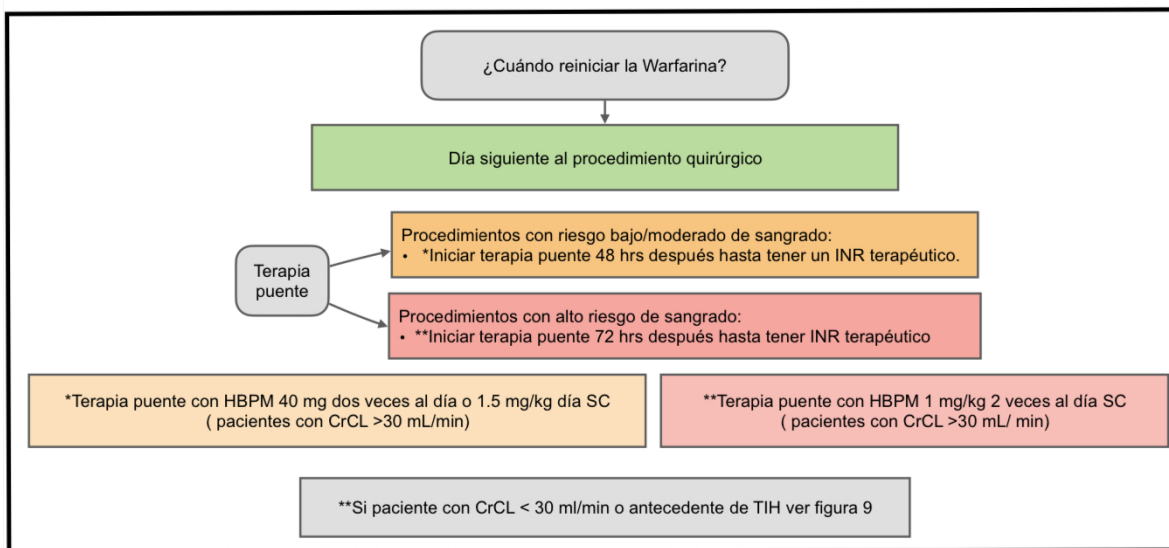 ¿Cuándo reiniciar la Warfarina?
Día siguiente al procedimiento quirúrgico
Terapia
puente
Procedimientos con riesgo bajo/moderado de sangrado:
• *Iniciar terapia puente 48 hrs después hasta tener un INR terapéutico.
Procedimientos con alto riesgo de sangrado:
• **Iniciar terapia puente 72 hrs después hasta tener INR terapéutico
*Terapia puente con HBPM 40 mg dos veces al día o 1.5 mg/kg día SC
( pacientes con CrCL >30 mL/min)
**Terapia puente con HBPM 1 mg/kg 2 veces al día SC
( pacientes con CrCL >30 mL/ min)
**Si paciente con CrCL < 30 ml/min o antecedente de TIH ver figura 9